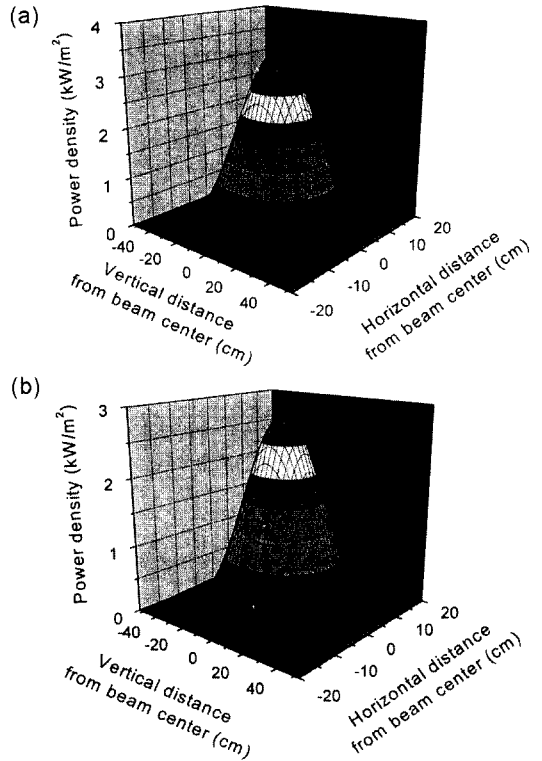 (a)
Power density (kW/m²)
4
3
2
1
0
-40
-20
0
20
40
Vertical distance
from beam center (cm)
-20
-10
0
10
20
Horizontal distance
from beam center (cm)
(b)
Power density (kW/m²)
3
2
1
0
-40
-20
0
20
40
Vertical distance
from beam center (cm)
-20
-10
0
10
20
Horizontal distance
from beam center (cm)